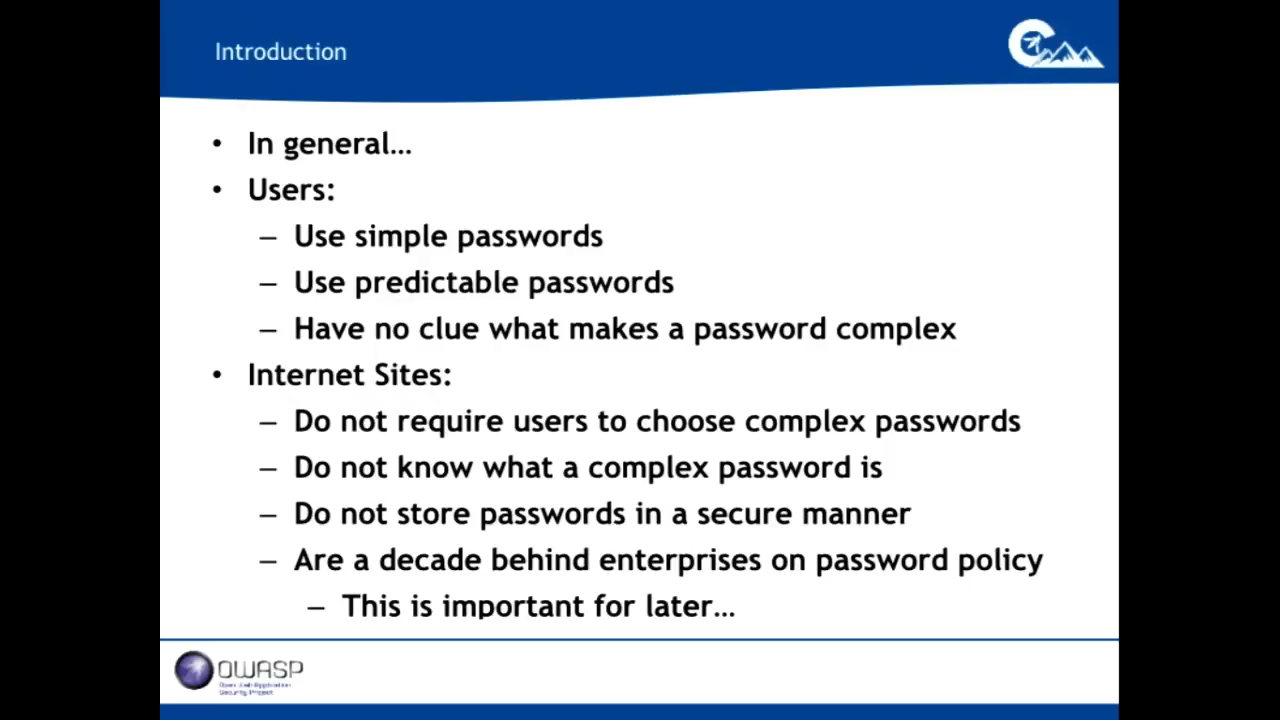 Introduction
• In general...
• Users:
– Use simple passwords
– Use predictable passwords
– Have no clue what makes a password complex
• Internet Sites:
– Do not require users to choose complex passwords
– Do not know what a complex password is
– Do not store passwords in a secure manner
– Are a decade behind enterprises on password policy
– This is important for later...
OWASP
Open Web Application
Security Project